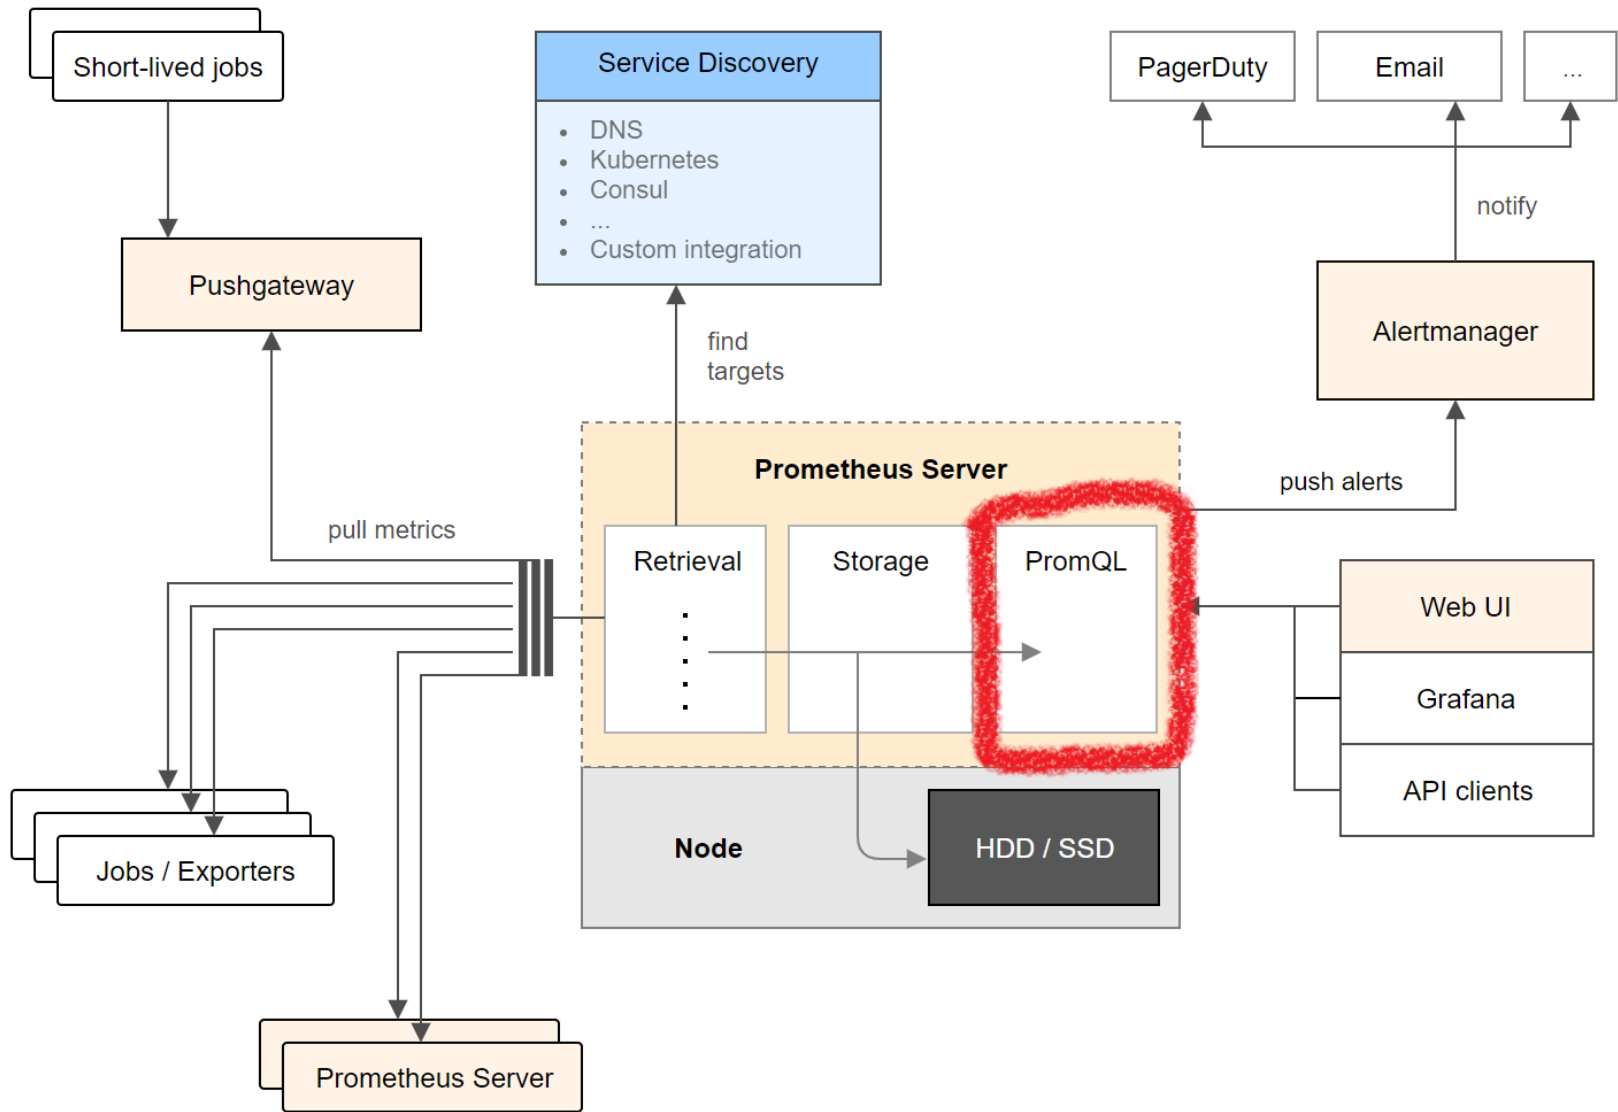 Short-lived jobs
Service Discovery
• DNS
• Kubernetes
• Consul
• ...
• Custom integration
PagerDuty
Email
...
notify
Pushgateway
Alertmanager
find
targets
Prometheus Server
push alerts
pull metrics
Retrieval
Storage
PromQL
Web UI
Grafana
API clients
Node
HDD / SSD
Jobs / Exporters
Prometheus Server